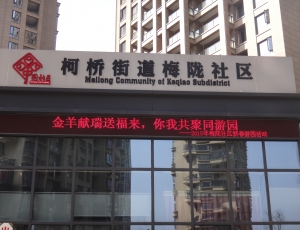 柯桥街道梅陇社区
Meilong Community of Keqiao Subdistrict
金羊献瑞送福来，你我共聚同游园